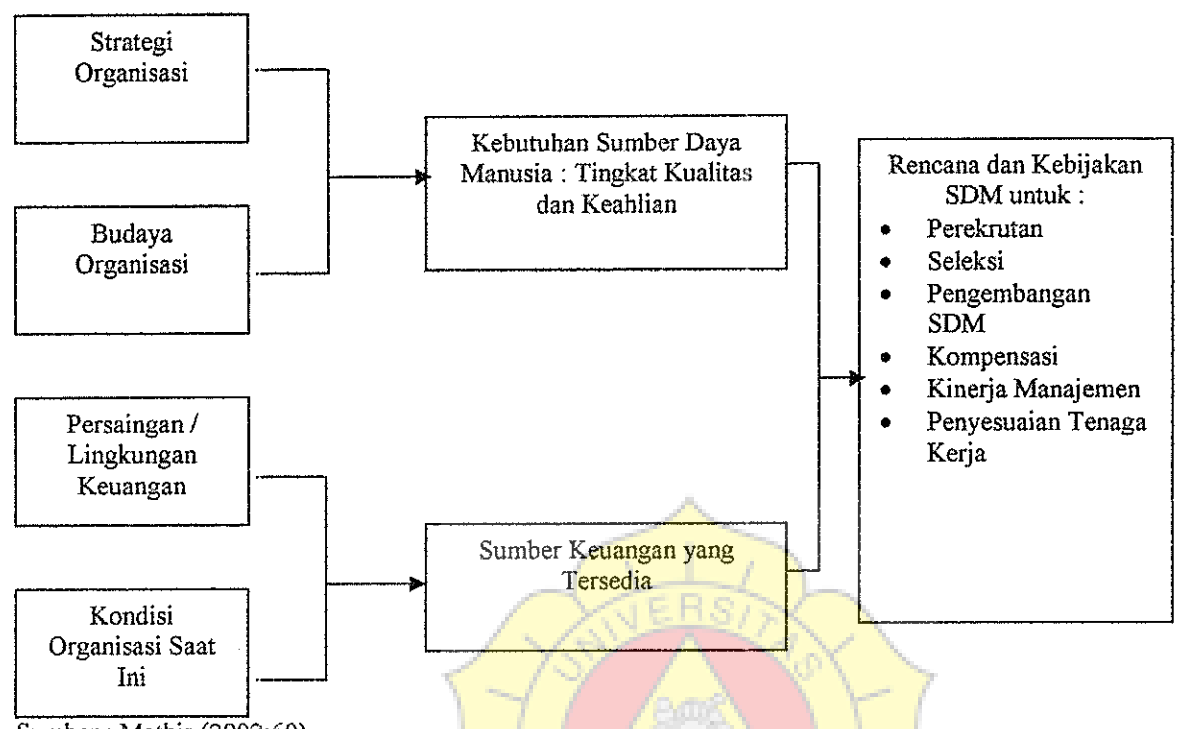 Strategi
Organisasi
Budaya
Organisasi
Persaingan /
Lingkungan
Keuangan
Kondisi
Organisasi Saat
Ini
Kebutuhan Sumber Daya
Manusia : Tingkat Kualitas
dan Keahlian
Sumber Keuangan yang
Tersedia
Rencana dan Kebijakan
SDM untuk :
• Perekrutan
• Seleksi
• Pengembangan
SDM
• Kompensasi
• Kinerja Manajemen
• Penyesuaian Tenaga
Kerja
UNIVERSITAS
Mathis